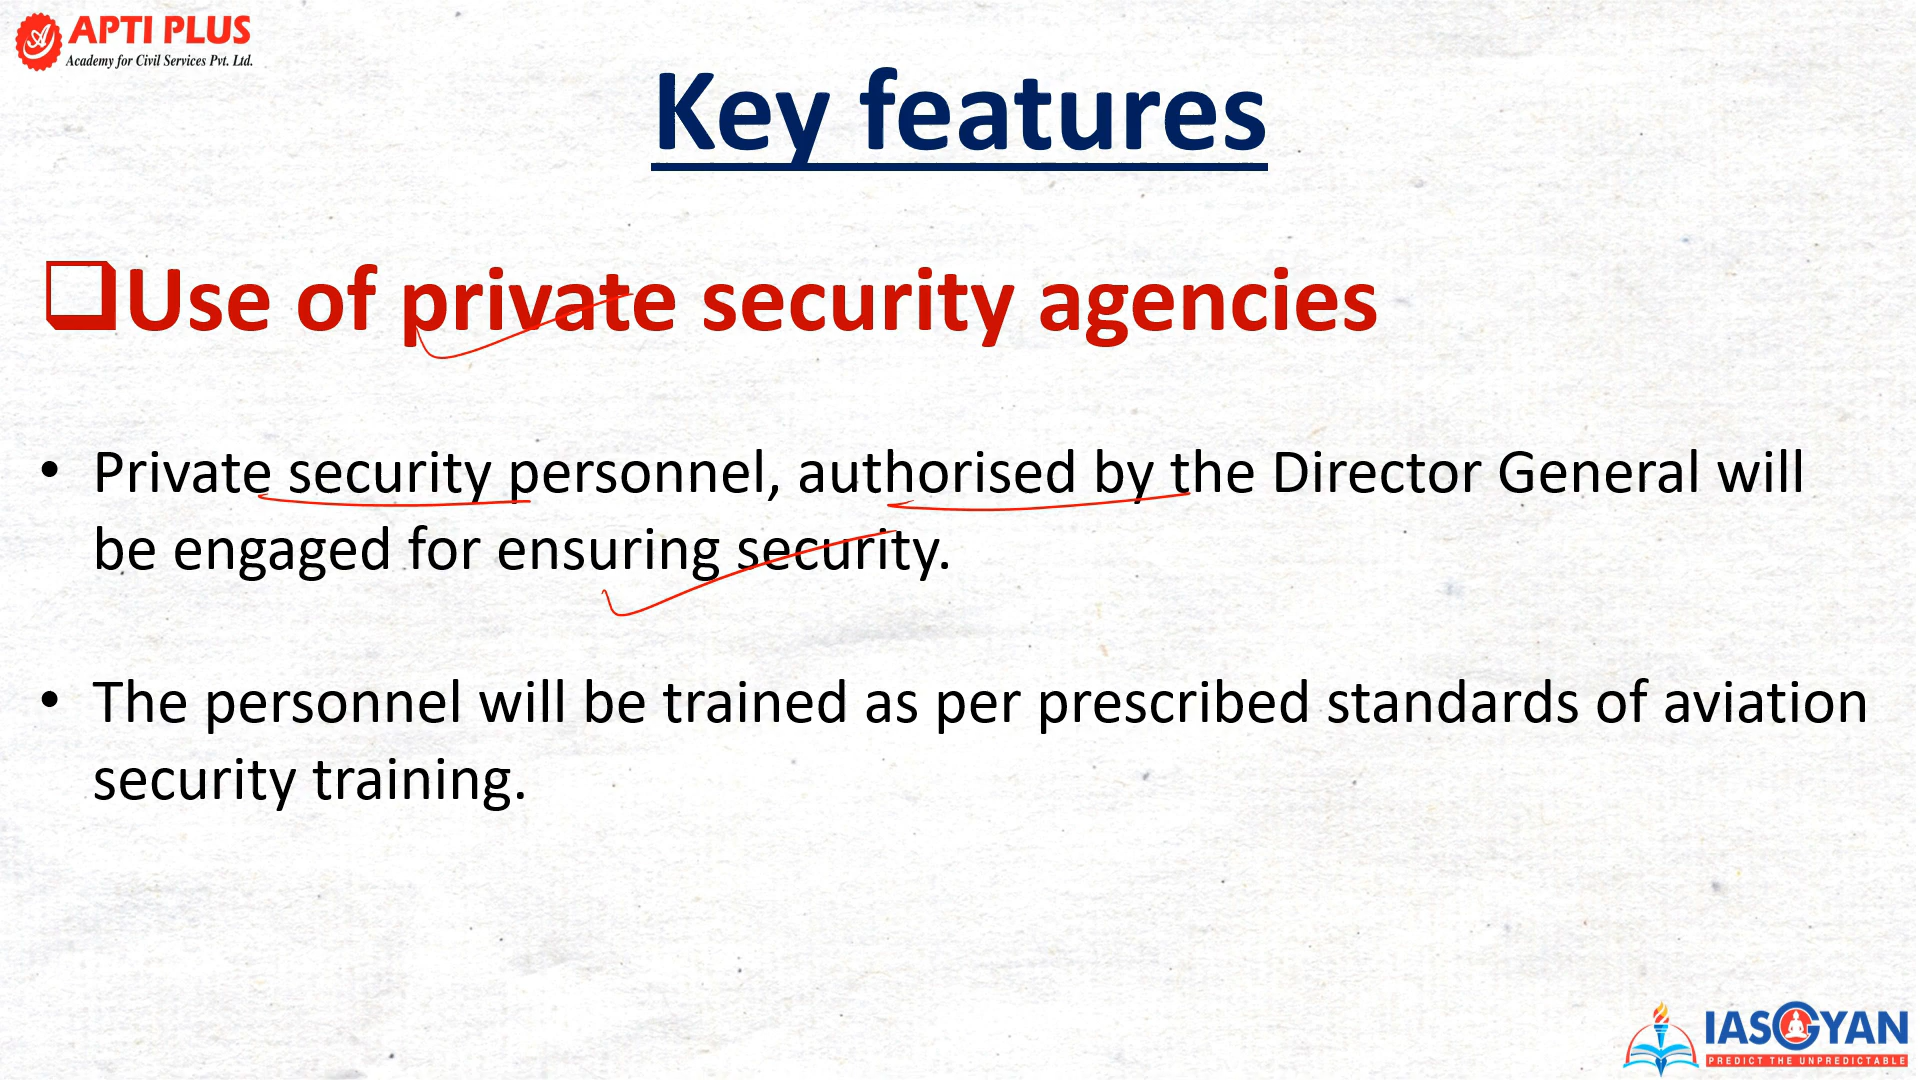 APTI PLUS
Academy for Civil Services Pvt. Ltd.
Key features
Use of private security agencies
• Private security personnel, authorised by the Director General will
be engaged for ensuring security.
• The personnel will be trained as per prescribed standards of aviation
security training.
IASGYAN
PREDICT THE UNPREDICTABLE